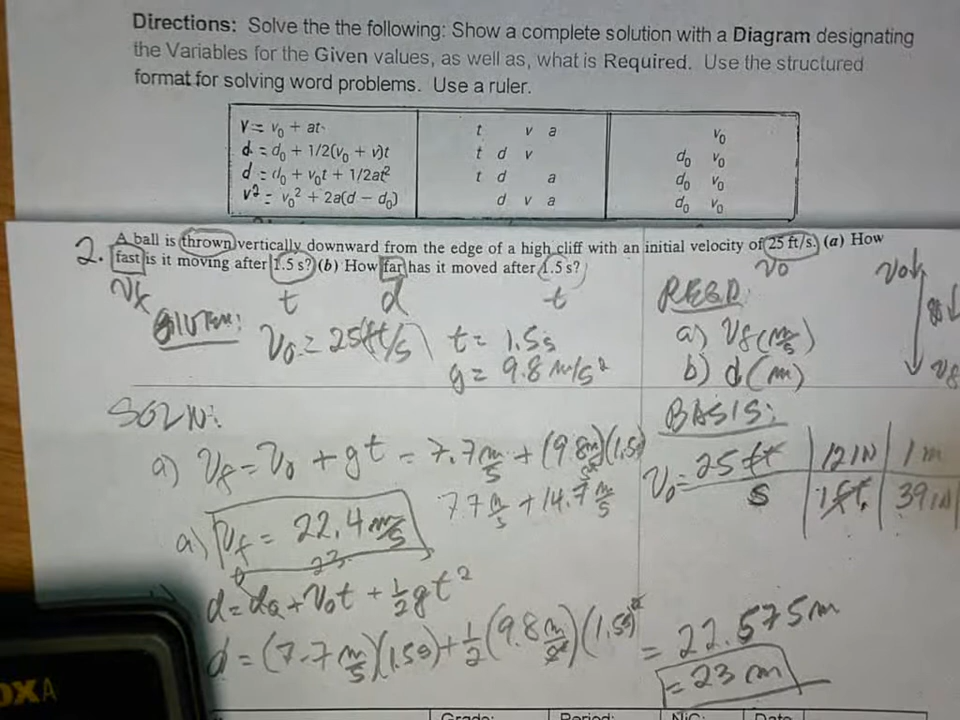 Directions: Solve the the following: Show a complete solution with a Diagram designating
the Variables for the Given values, as well as, what is Required. Use the structured
format for solving word problems. Use a ruler.
v = v₀ + at t v a v₀
d = d₀ + 1/2(v₀ + v)t t d v d₀ v₀
d = d₀ + v₀t + 1/2at² t d a d₀ v₀
v² = v₀² + 2a(d – d₀) d v a d₀ v₀
2. A ball is thrown vertically downward from the edge of a high cliff with an initial velocity of 25 ft/s. (a) How
fast is it moving after 1.5 s? (b) How far has it moved after 1.5 s?
Vf t d t V₀
GIVEN: REQD:
V₀ = 25 (ft/s) t = 1.5s a) Vf (m/s)
g = 9.8 m/s² b) d (m)
V₀
Vf
SOLN: BASIS:
a) Vf = V₀ + gt = 7.7 m/s + (9.8 m/s²)(1.5s)
7.7 m/s + 14.7 m/s
V₀ = 25 ft | 12 IN | 1 m
s | 1 ft. | 39 IN
a) Vf = 22.4 m/s
d = d₀ + V₀t + ½gt²
d = (7.7 m/s)(1.5s) + ½(9.8 m/s²)(1.5s)² = 22.575 m
= 23 m
OXA
Grade: Period: Date